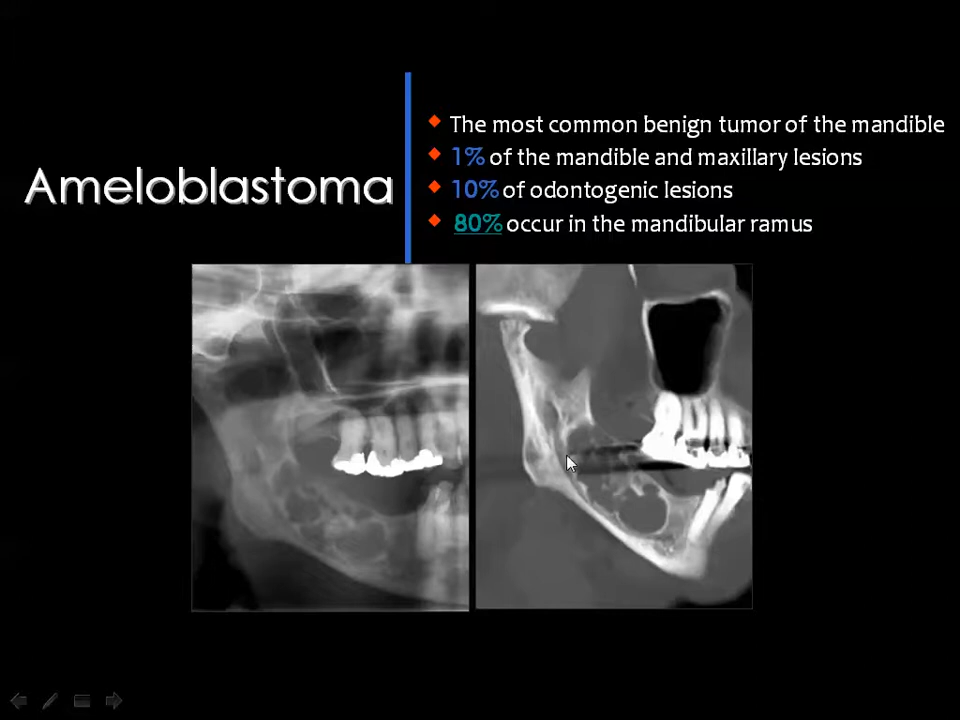 Ameloblastoma
The most common benign tumor of the mandible
1% of the mandible and maxillary lesions
10% of odontogenic lesions
80% occur in the mandibular ramus